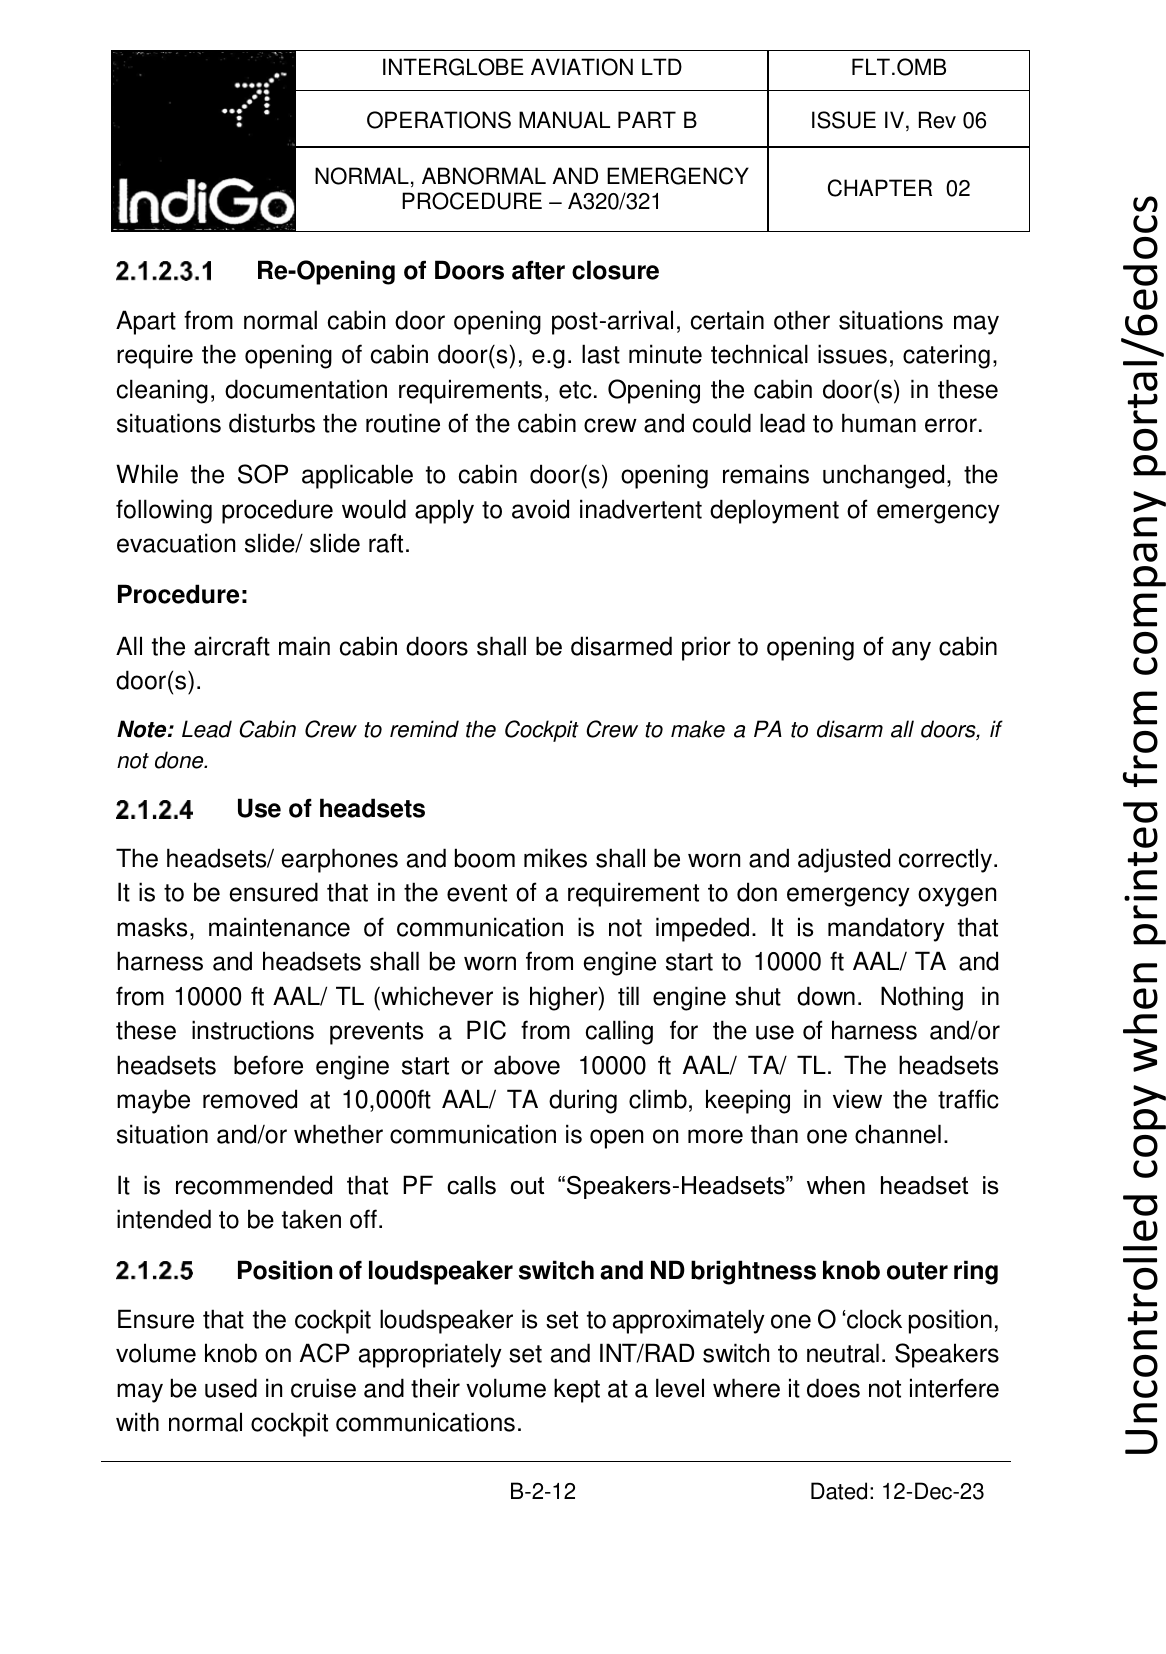 IndiGo
INTERGLOBE AVIATION LTD
FLT.OMB
OPERATIONS MANUAL PART B
ISSUE IV, Rev 06
NORMAL, ABNORMAL AND EMERGENCY
PROCEDURE – A320/321
CHAPTER 02
2.1.2.3.1 Re-Opening of Doors after closure
Apart from normal cabin door opening post-arrival, certain other situations may
require the opening of cabin door(s), e.g. last minute technical issues, catering,
cleaning, documentation requirements, etc. Opening the cabin door(s) in these
situations disturbs the routine of the cabin crew and could lead to human error.
While the SOP applicable to cabin door(s) opening remains unchanged, the
following procedure would apply to avoid inadvertent deployment of emergency
evacuation slide/ slide raft.
Procedure:
All the aircraft main cabin doors shall be disarmed prior to opening of any cabin
door(s).
Note: Lead Cabin Crew to remind the Cockpit Crew to make a PA to disarm all doors, if
not done.
2.1.2.4 Use of headsets
The headsets/ earphones and boom mikes shall be worn and adjusted correctly.
It is to be ensured that in the event of a requirement to don emergency oxygen
masks, maintenance of communication is not impeded. It is mandatory that
harness and headsets shall be worn from engine start to 10000 ft AAL/ TA and
from 10000 ft AAL/ TL (whichever is higher) till engine shut down. Nothing in
these instructions prevents a PIC from calling for the use of harness and/or
headsets before engine start or above 10000 ft AAL/ TA/ TL. The headsets
maybe removed at 10,000ft AAL/ TA during climb, keeping in view the traffic
situation and/or whether communication is open on more than one channel.
It is recommended that PF calls out “Speakers-Headsets” when headset is
intended to be taken off.
2.1.2.5 Position of loudspeaker switch and ND brightness knob outer ring
Ensure that the cockpit loudspeaker is set to approximately one O ‘clock position,
volume knob on ACP appropriately set and INT/RAD switch to neutral. Speakers
may be used in cruise and their volume kept at a level where it does not interfere
with normal cockpit communications.
B-2-12
Dated: 12-Dec-23
Uncontrolled copy when printed from company portal/6edocs